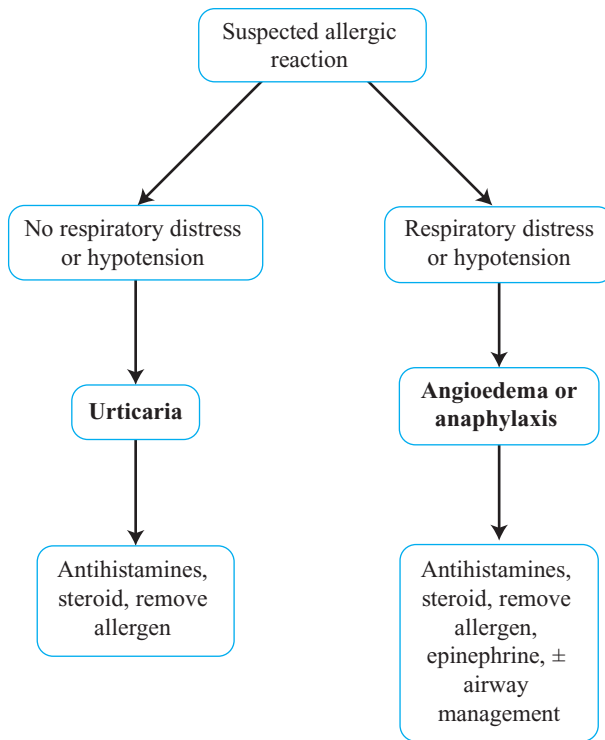 Suspected allergic
reaction
No respiratory distress
or hypotension
Respiratory distress
or hypotension
Urticaria
Angioedema or
anaphylaxis
Antihistamines,
steroid, remove
allergen
Antihistamines,
steroid, remove
allergen,
epinephrine, ±
airway
management